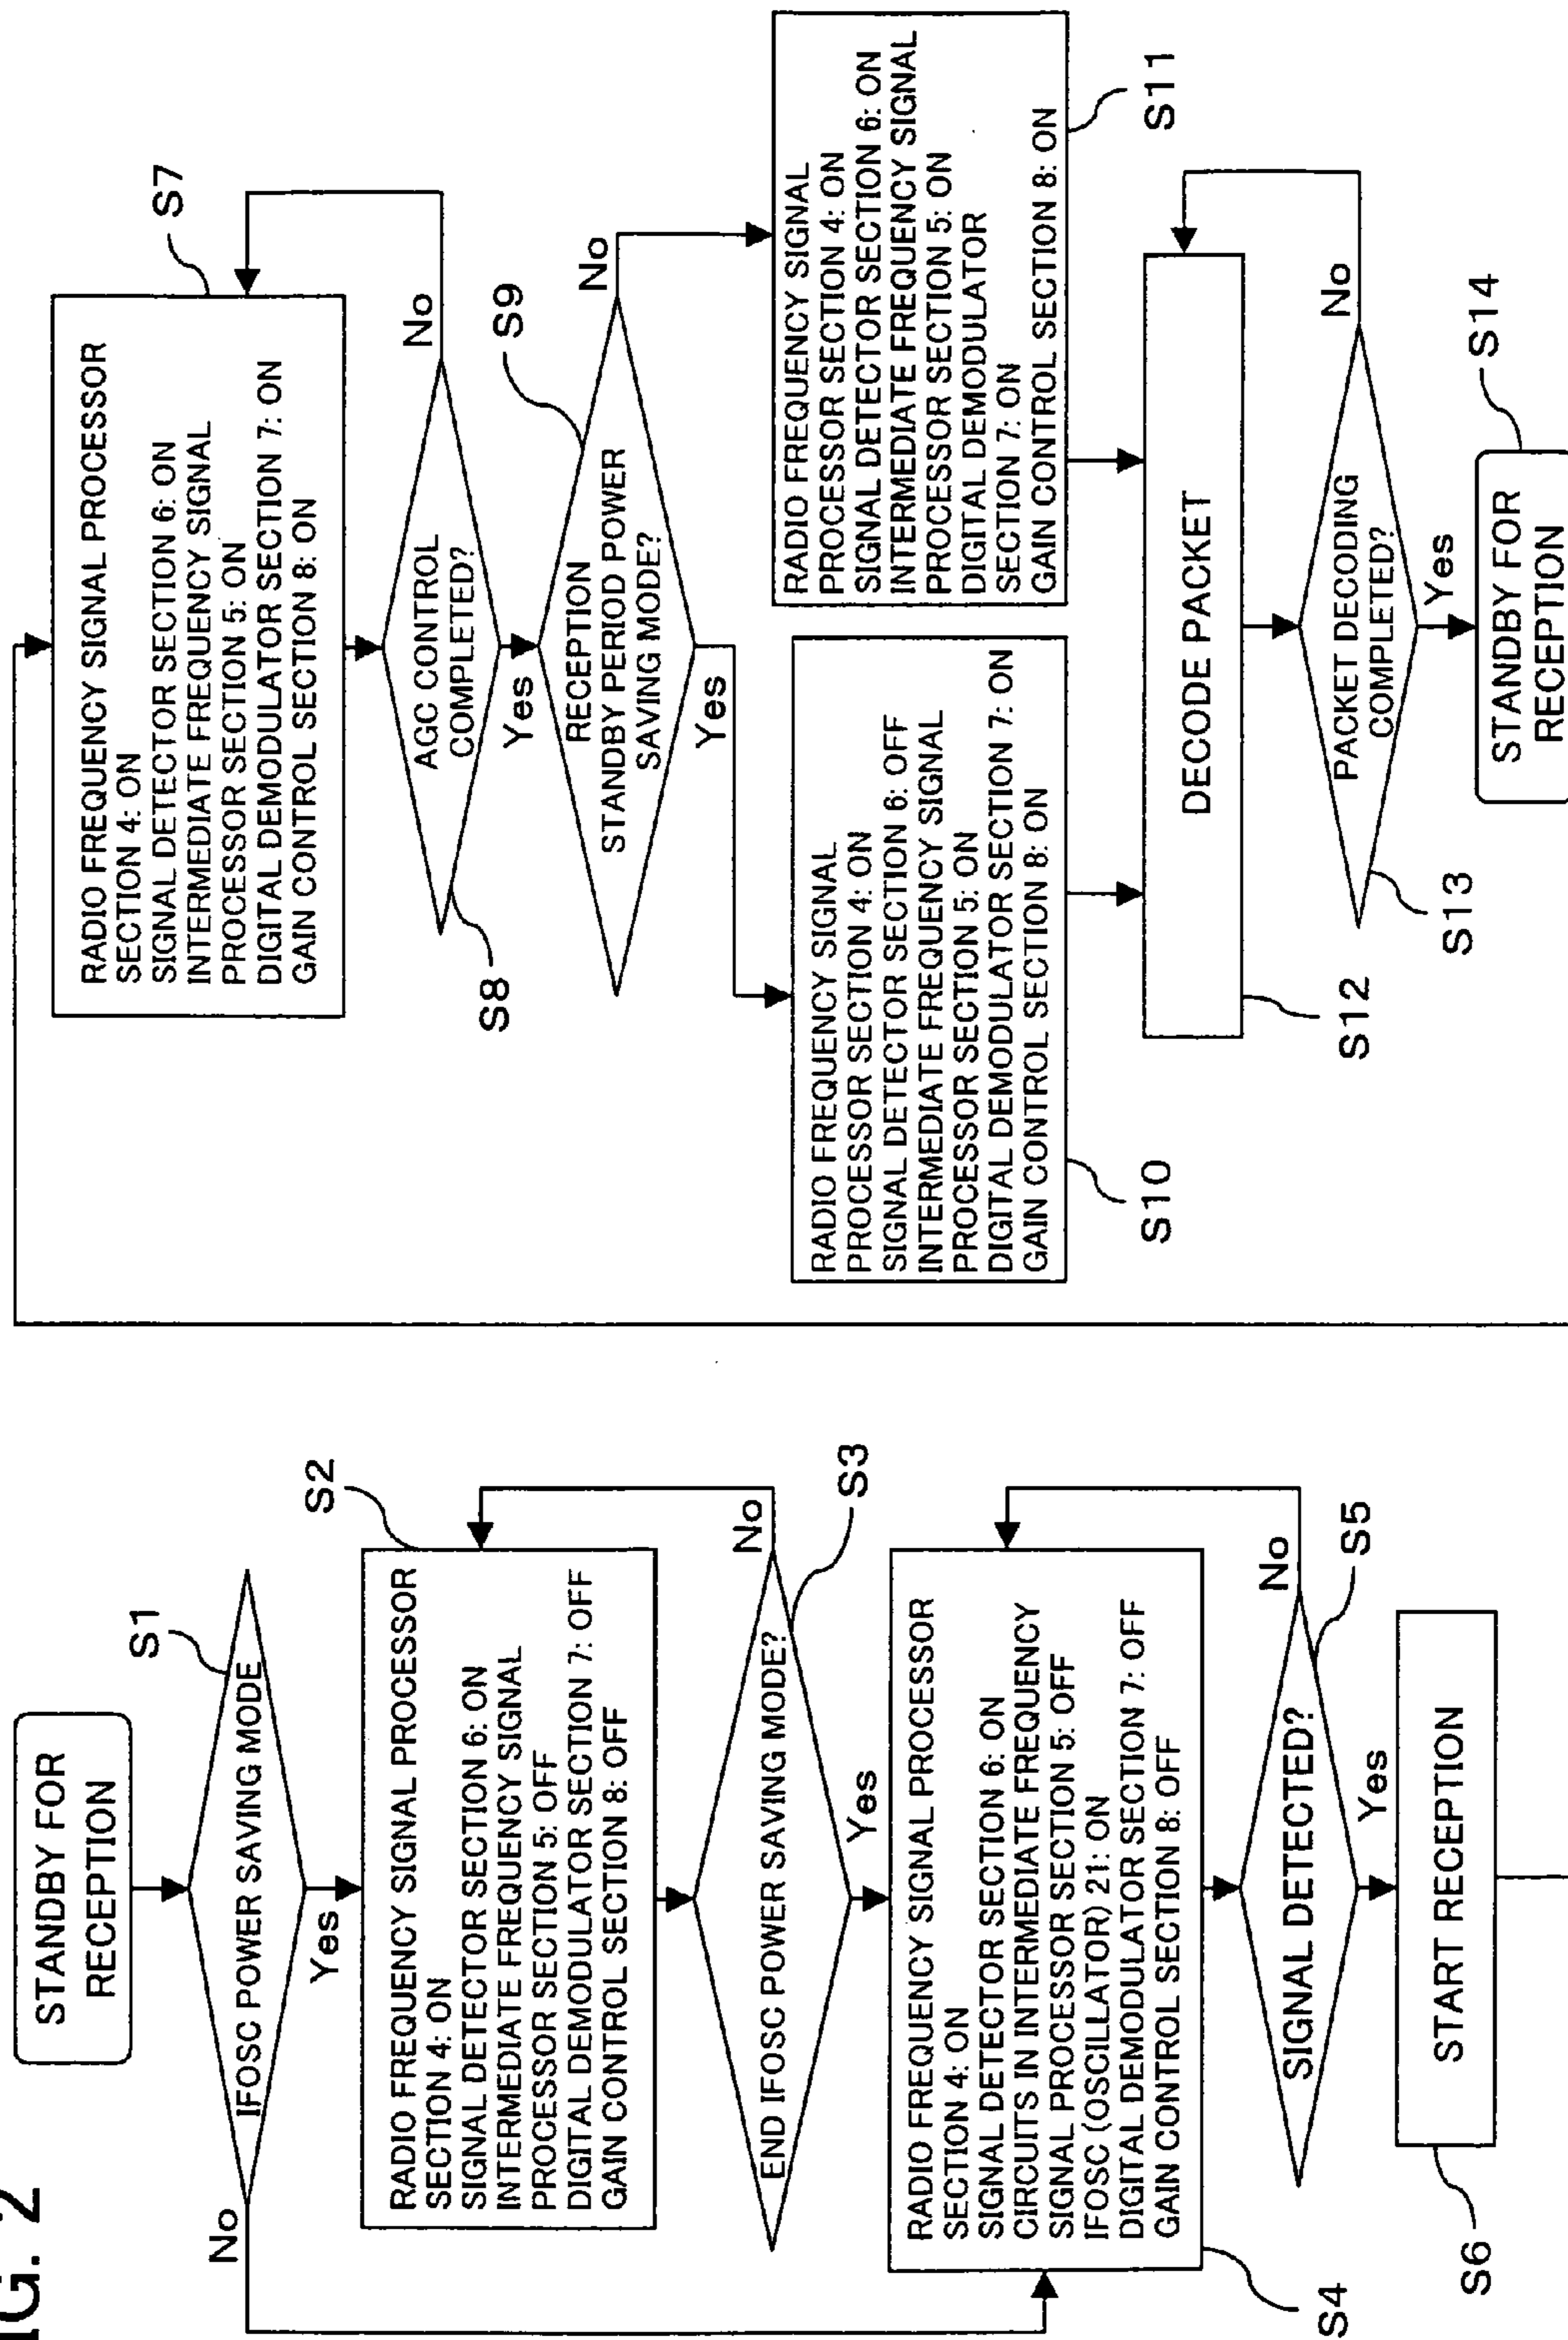 IG. 2
STANDBY FOR
RECEPTION
S1
IFOSC POWER SAVING MODE
No
Yes
S2
RADIO FREQUENCY SIGNAL PROCESSOR
SECTION 4: ON
SIGNAL DETECTOR SECTION 6: ON
INTERMEDIATE FREQUENCY SIGNAL
PROCESSOR SECTION 5: OFF
DIGITAL DEMODULATOR SECTION 7: OFF
GAIN CONTROL SECTION 8: OFF
No
END IFOSC POWER SAVING MODE?
S3
Yes
RADIO FREQUENCY SIGNAL PROCESSOR
SECTION 4: ON
SIGNAL DETECTOR SECTION 6: ON
CIRCUITS IN INTERMEDIATE FREQUENCY
SIGNAL PROCESSOR SECTION 5: OFF
IFOSC (OSCILLATOR) 21: ON
DIGITAL DEMODULATOR SECTION 7: OFF
GAIN CONTROL SECTION 8: OFF
S4
No
SIGNAL DETECTED?
S5
Yes
START RECEPTION
S6
S7
RADIO FREQUENCY SIGNAL PROCESSOR
SECTION 4: ON
SIGNAL DETECTOR SECTION 6: ON
INTERMEDIATE FREQUENCY SIGNAL
PROCESSOR SECTION 5: ON
DIGITAL DEMODULATOR SECTION 7: ON
GAIN CONTROL SECTION 8: ON
No
AGC CONTROL
COMPLETED?
S8
Yes
S9
RECEPTION
STANDBY PERIOD POWER
SAVING MODE?
No
Yes
RADIO FREQUENCY SIGNAL
PROCESSOR SECTION 4: ON
SIGNAL DETECTOR SECTION 6: OFF
INTERMEDIATE FREQUENCY SIGNAL
PROCESSOR SECTION 5: ON
DIGITAL DEMODULATOR SECTION 7: ON
GAIN CONTROL SECTION 8: ON
S10
RADIO FREQUENCY SIGNAL
PROCESSOR SECTION 4: ON
SIGNAL DETECTOR SECTION 6: ON
INTERMEDIATE FREQUENCY SIGNAL
PROCESSOR SECTION 5: ON
DIGITAL DEMODULATOR
SECTION 7: ON
GAIN CONTROL SECTION 8: ON
S11
DECODE PACKET
S12
No
PACKET DECODING
COMPLETED?
S13
Yes
S14
STANDBY FOR
RECEPTION